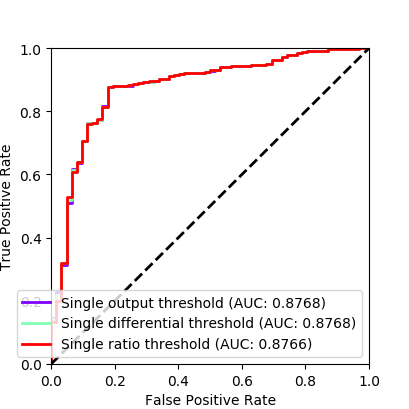 1.0
0.8
0.6
0.4
0.2
0.0
True Positive Rate
Single output threshold (AUC: 0.8768)
Single differential threshold (AUC: 0.8768)
Single ratio threshold (AUC: 0.8766)
0.0 0.2 0.4 0.6 0.8 1.0
False Positive Rate